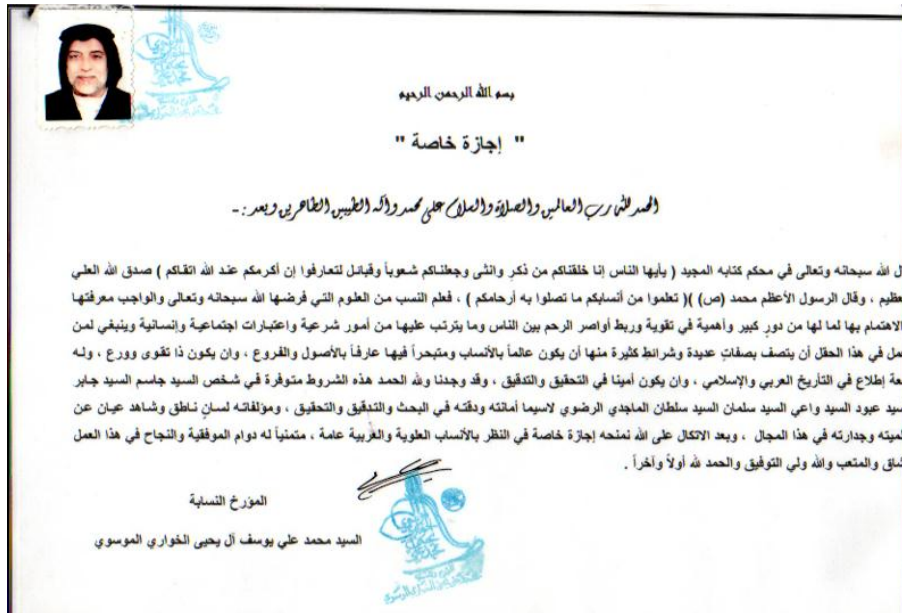 بسم الله الرحمن الرحيم
" إجازة خاصة "
الحمد لله رب العالمين والصلاة والسلام على محمد وآله الطيبين الطاهرين وبعد :-
ال الله سبحانه وتعالى في محكم كتابه المجيد ( يأيها الناس إنا خلقناكم من ذكرٍ وانثى وجعلناكم شعوباً وقبائل لتعارفوا إن أكرمكم عند الله اتقاكم ) صدق الله العلي
عظيم ، وقال الرسول الأعظم محمد (ص) )( تعلموا من أنسابكم ما تصلوا به أرحامكم ) ، فعلم النسب من العلوم التي فرضها الله سبحانه وتعالى والواجب معرفتها
الاهتمام بها لما لها من دورٍ كبير وأهمية في تقوية وربط أواصر الرحم بين الناس وما يترتب عليها من أمور شرعية واعتبارات اجتماعية وإنسانية وينبغي لمن
مل في هذا الحقل أن يتصف بصفاتٍ عديدة وشرائط كثيرة منها أن يكون عالماً بالأنساب ومتبحراً فيها عارفاً بالأصول والفروع ، وان يكون ذا تقوى وورع ، وله
عة إطلاع في التأريخ العربي والإسلامي ، وان يكون أمينا في التحقيق والتدقيق ، وقد وجدنا ولله الحمد هذه الشروط متوفرة في شخص السيد جاسم السيد جابر
سيد عبود السيد واعي السيد سلمان السيد سلطان الماجدي الرضوي لاسيما أمانته ودقته في البحث والتدقيق والتحقيق ، ومؤلفاته لسانٍ ناطق وشاهد عيان عن
لميته وجدارته في هذا المجال ، وبعد الاتكال على الله نمنحه إجازة خاصة في النظر بالأنساب العلوية والعربية عامة ، متمنياً له دوام الموفقية والنجاح في هذا العمل
شاق والمتعب والله ولي التوفيق والحمد لله أولاً وآخراً .
المؤرخ النسابة
السيد محمد علي يوسف آل يحيى الخواري الموسوي